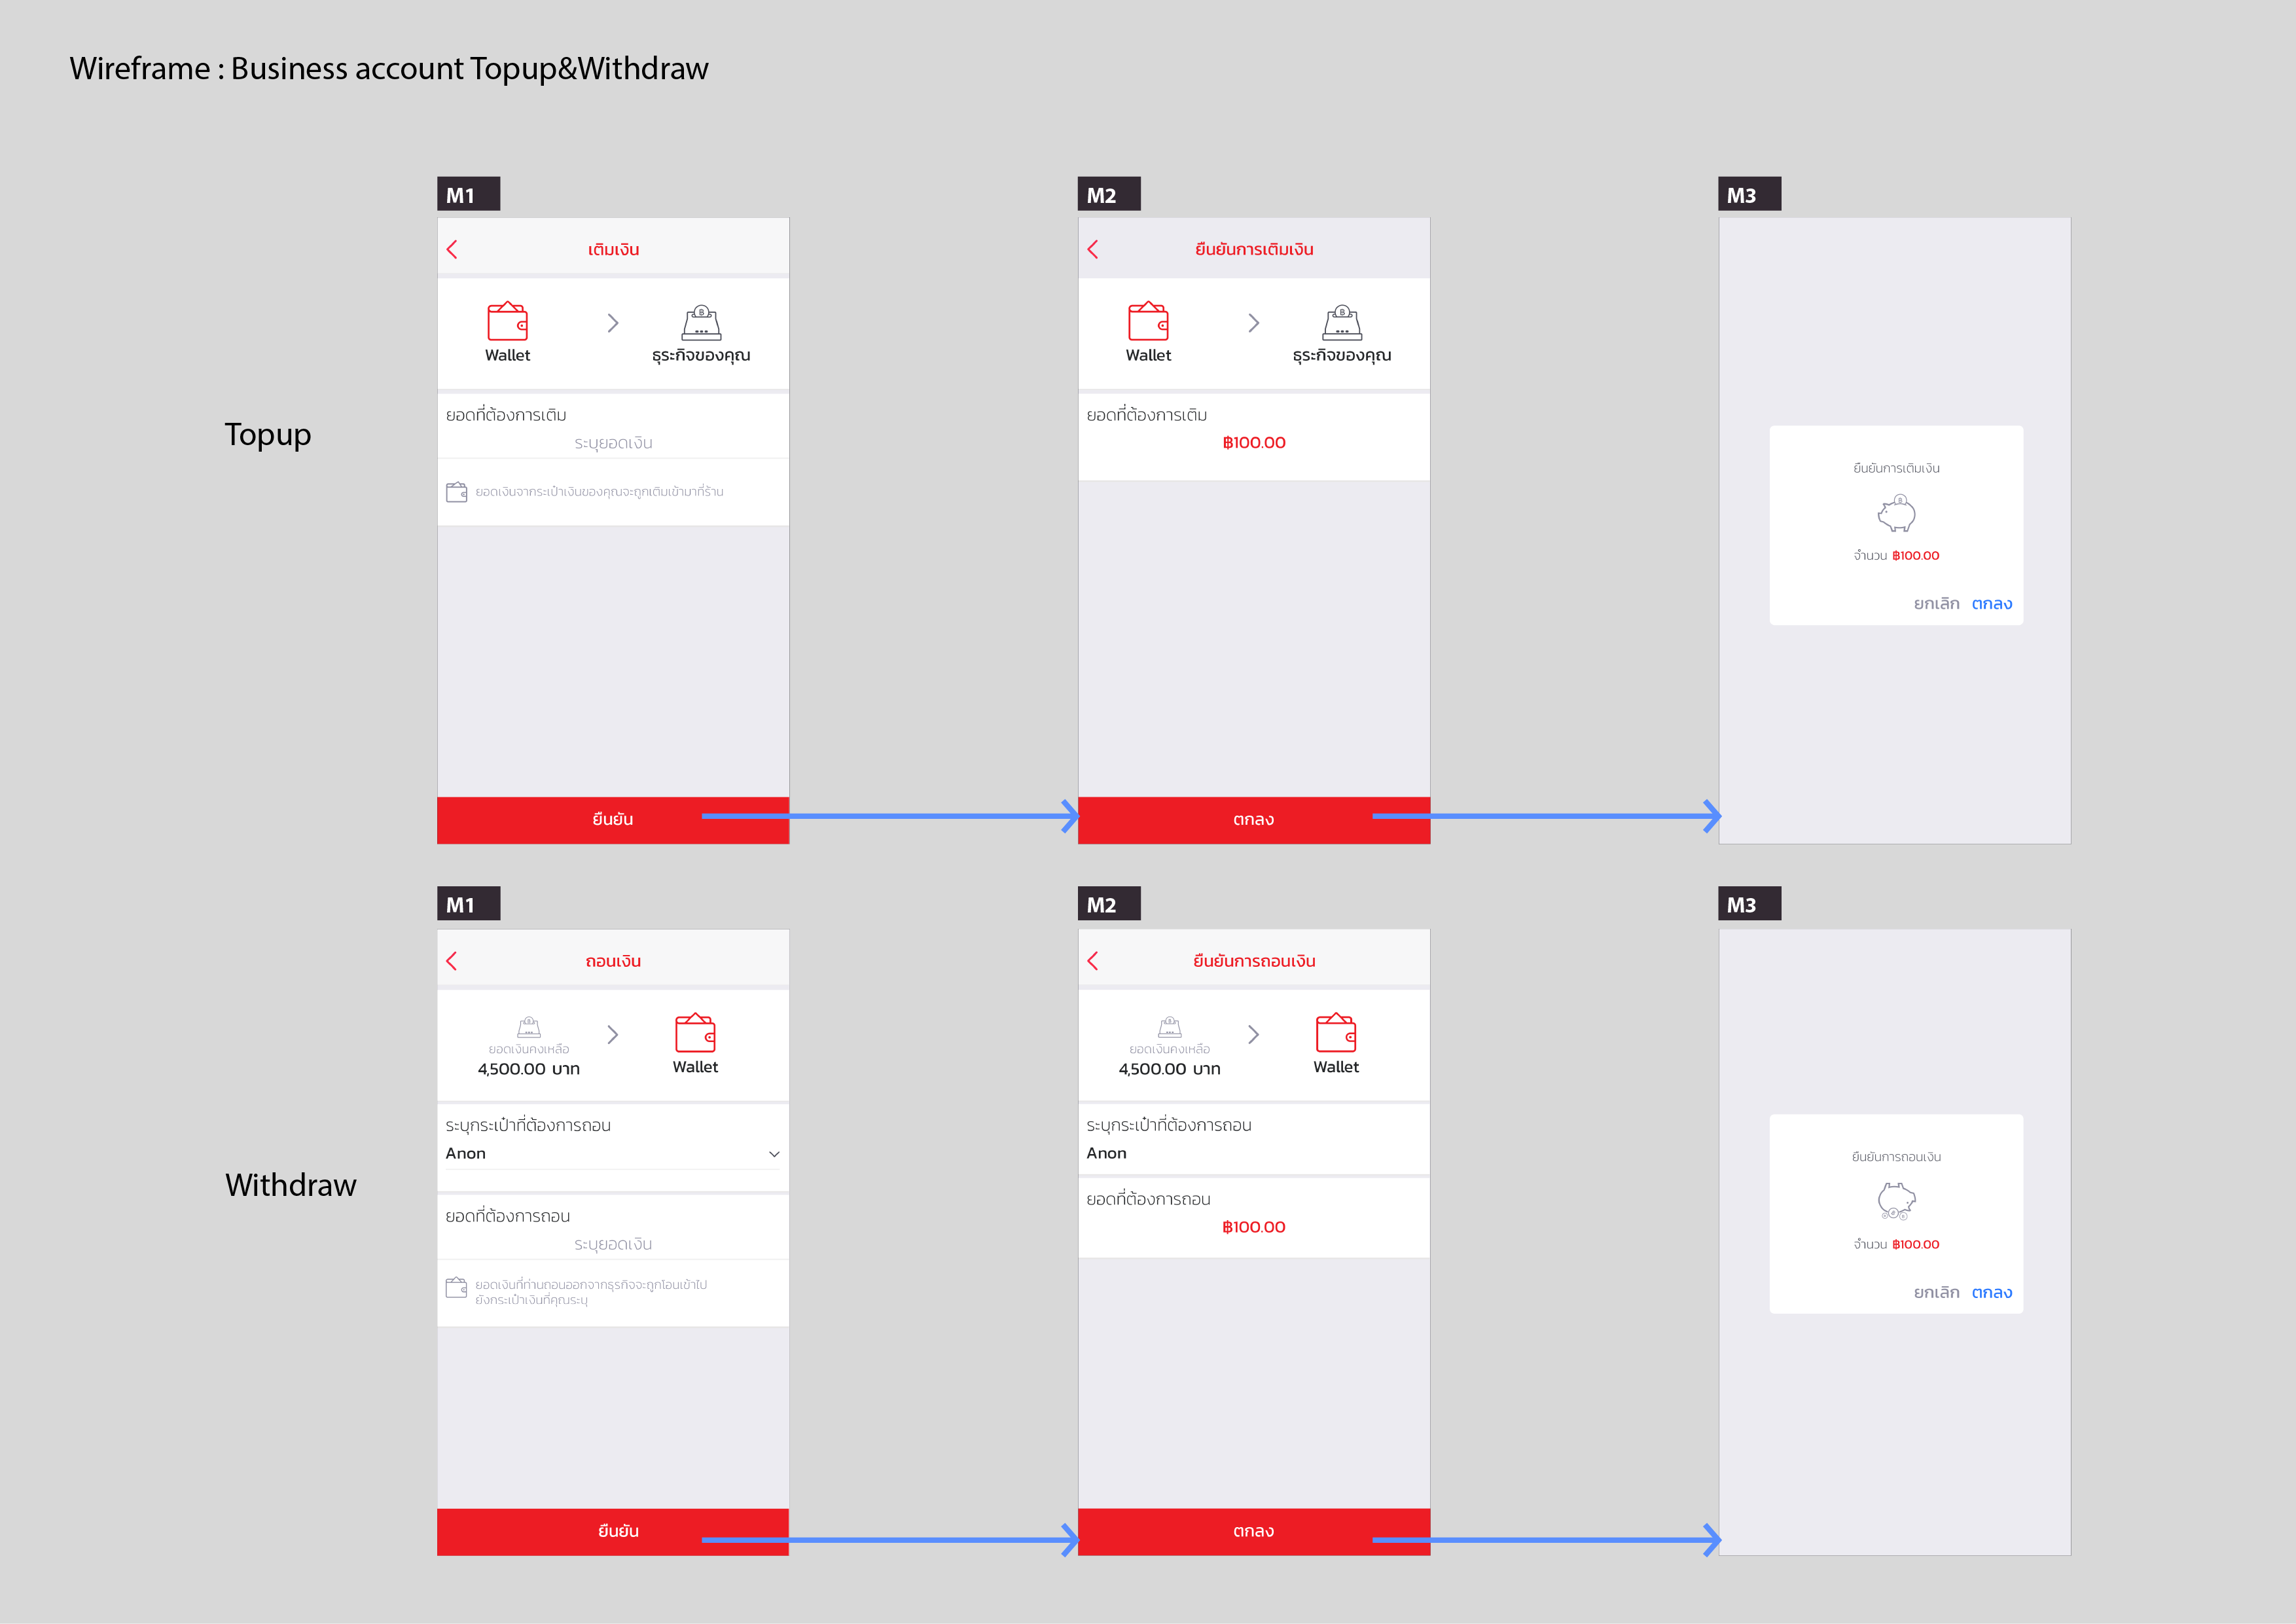 Wireframe : Business account Topup&Withdraw
Topup
M1
เติมเงิน
Wallet
ธุระกิจของคุณ
ยอดที่ต้องการเติม
ระบุยอดเงิน
ยอดเงินจากระเป๋าเงินของคุณจะถูกเติมเข้ามาที่ร้าน
ยืนยัน
M2
ยืนยันการเติมเงิน
Wallet
ธุระกิจของคุณ
ยอดที่ต้องการเติม
฿100.00
ตกลง
M3
ยืนยันการเติมเงิน
จำนวน ฿100.00
ยกเลิก ตกลง
Withdraw
M1
ถอนเงิน
ยอดเงินคงเหลือ
4,500.00 บาท
Wallet
ระบุกระเป๋าที่ต้องการถอน
Anon
ยอดที่ต้องการถอน
ระบุยอดเงิน
ยอดเงินที่ท่านถอนออกจากธุรกิจจะถูกโอนเข้าไป
ยังกระเป๋าเงินที่คุณระบุ
ยืนยัน
M2
ยืนยันการถอนเงิน
ยอดเงินคงเหลือ
4,500.00 บาท
Wallet
ระบุกระเป๋าที่ต้องการถอน
Anon
ยอดที่ต้องการถอน
฿100.00
ตกลง
M3
ยืนยันการถอนเงิน
จำนวน ฿100.00
ยกเลิก ตกลง